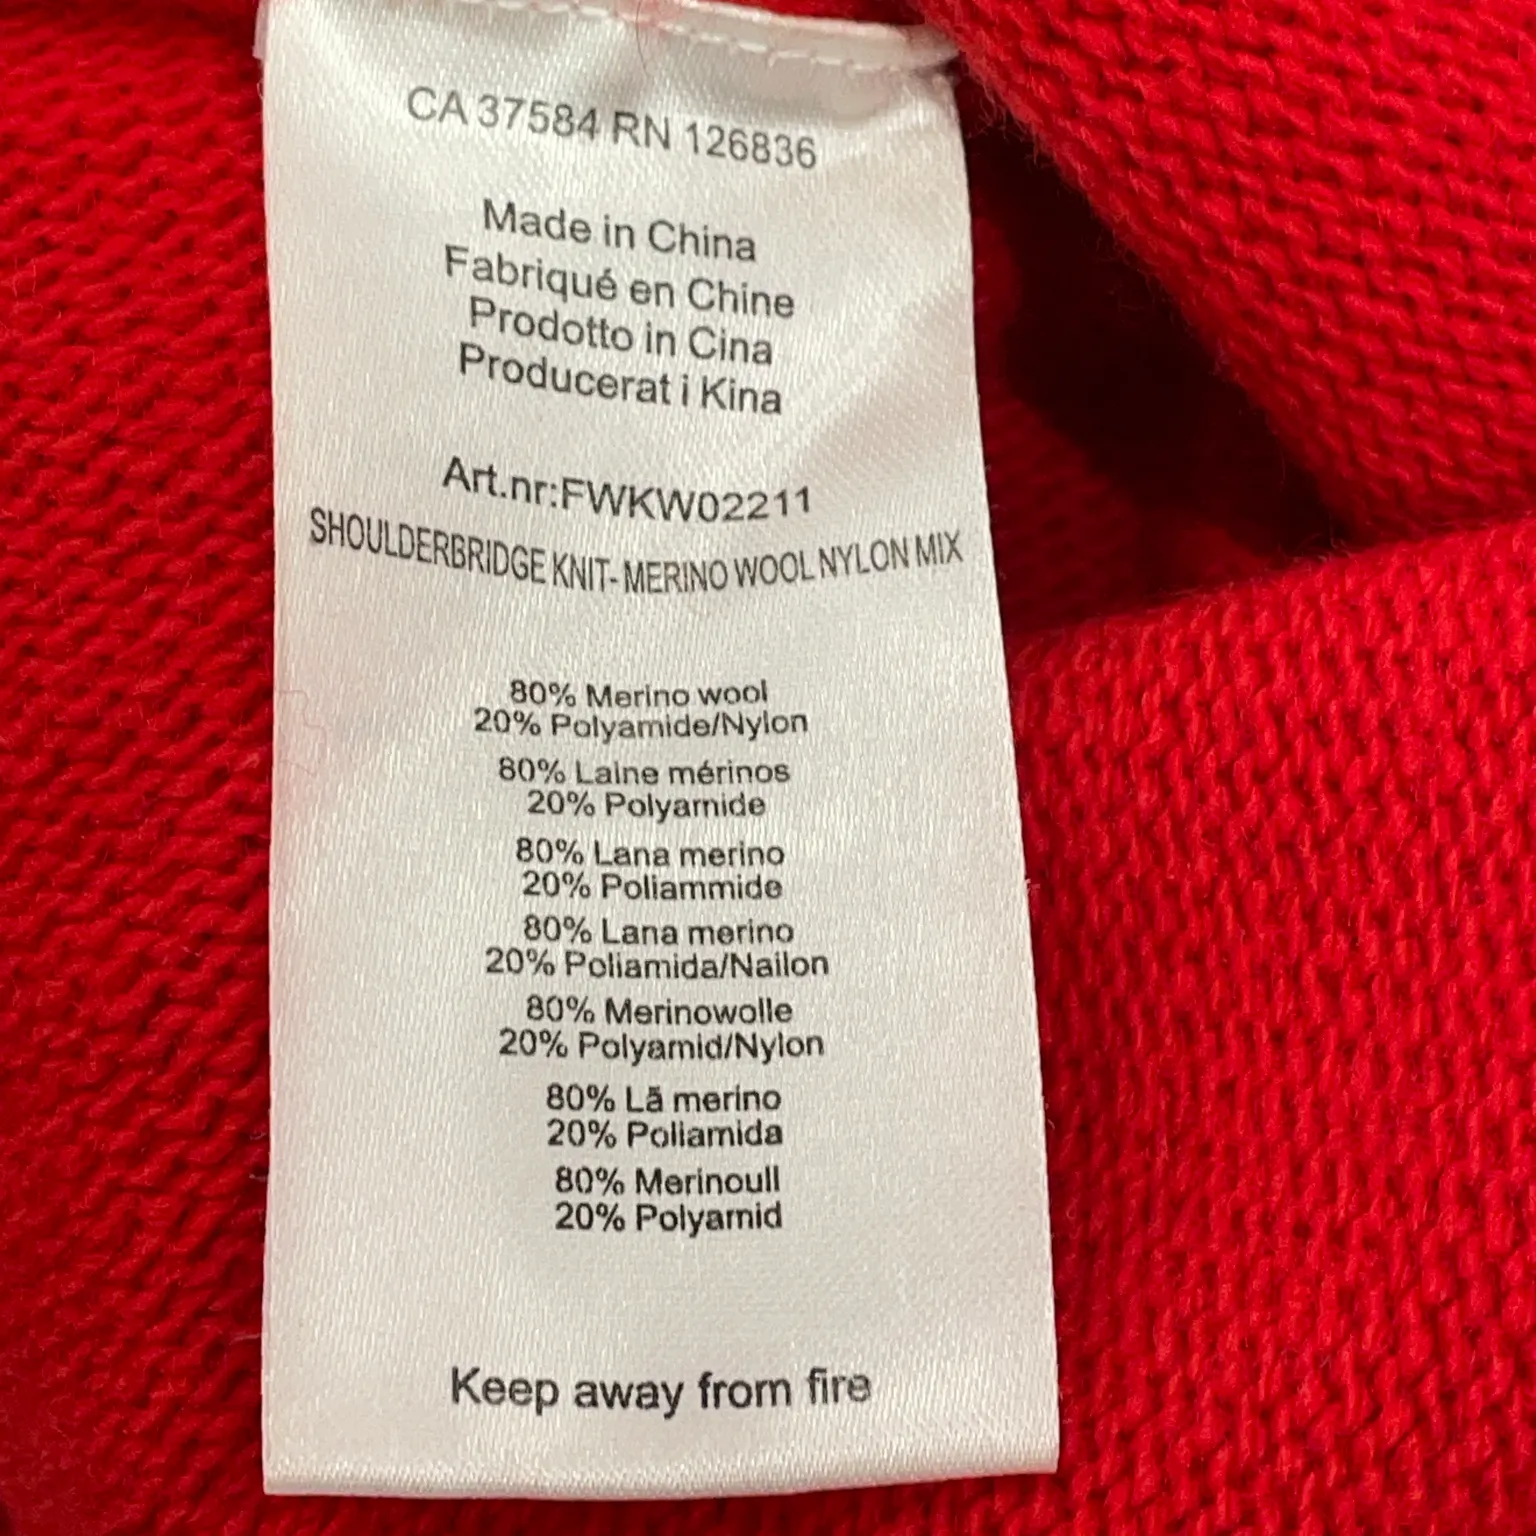 CA 37584 RN 126836
Made in China
Fabriqué en Chine
Prodotto in Cina
Producerat i Kina
Art.nr:FWKW02211
SHOULDERBRIDGE KNIT- MERINO WOOL NYLON MIX
80% Merino wool
20% Polyamide/Nylon
80% Laine mérinos
20% Polyamide
80% Lana merino
20% Poliammide
80% Lana merino
20% Poliamida/Nailon
80% Merinowolle
20% Polyamid/Nylon
80% Lã merino
20% Poliamida
80% Merinoull
20% Polyamid
Keep away from fire